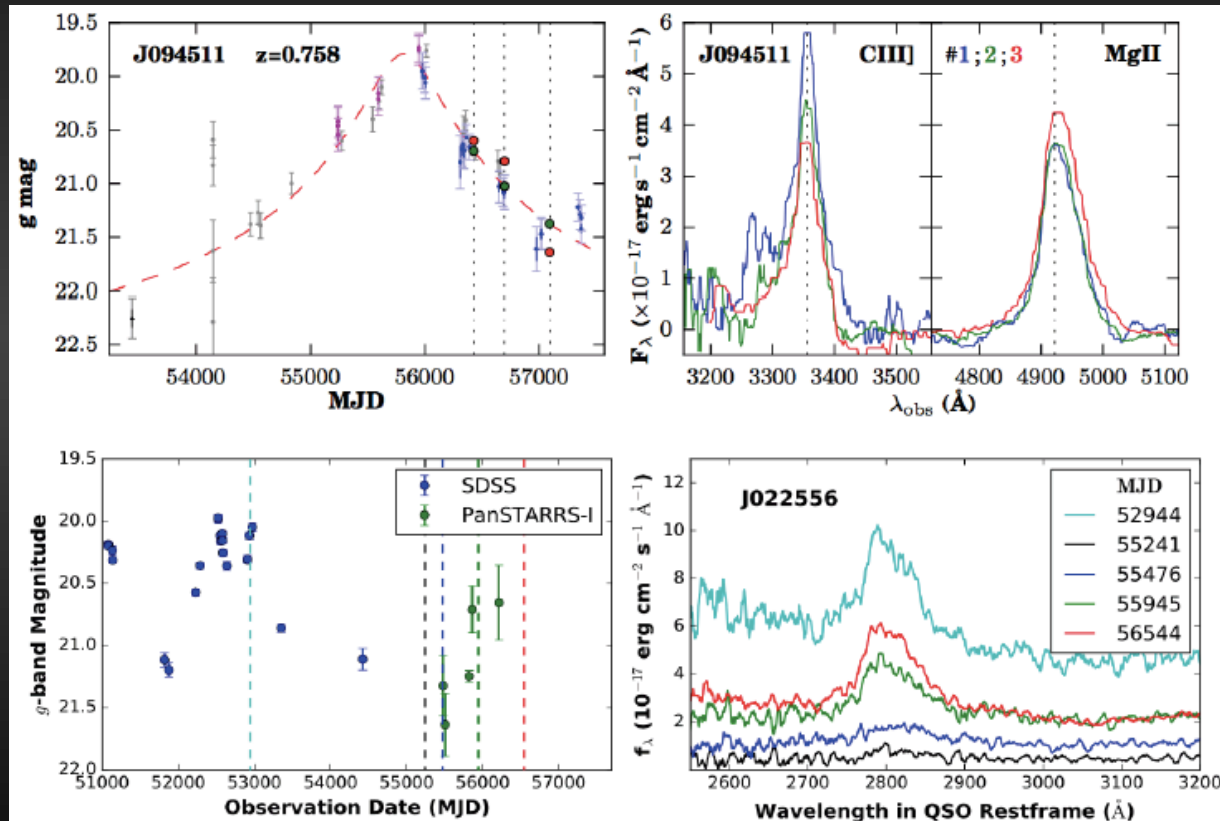 J094511 z=0.758
g mag
19.5
20.0
20.5
21.0
21.5
22.0
22.5
54000 55000 56000 57000
MJD
J094511 CIII]
#1;2;3 MgII
F_λ (×10⁻¹⁷ erg s⁻¹ cm⁻² Å⁻¹)
6
5
4
3
2
1
0
3200 3300 3400 3500 4800 4900 5000 5100
λ_obs (Å)
g-band Magnitude
19.5
20.0
20.5
21.0
21.5
22.0
SDSS
PanSTARRS-I
51000 52000 53000 54000 55000 56000 57000
Observation Date (MJD)
J022556
f_λ (10⁻¹⁷ erg cm⁻² s⁻¹ Å⁻¹)
12
10
8
6
4
2
MJD
52944
55241
55476
55945
56544
2600 2700 2800 2900 3000 3100 3200
Wavelength in QSO Restframe (Å)